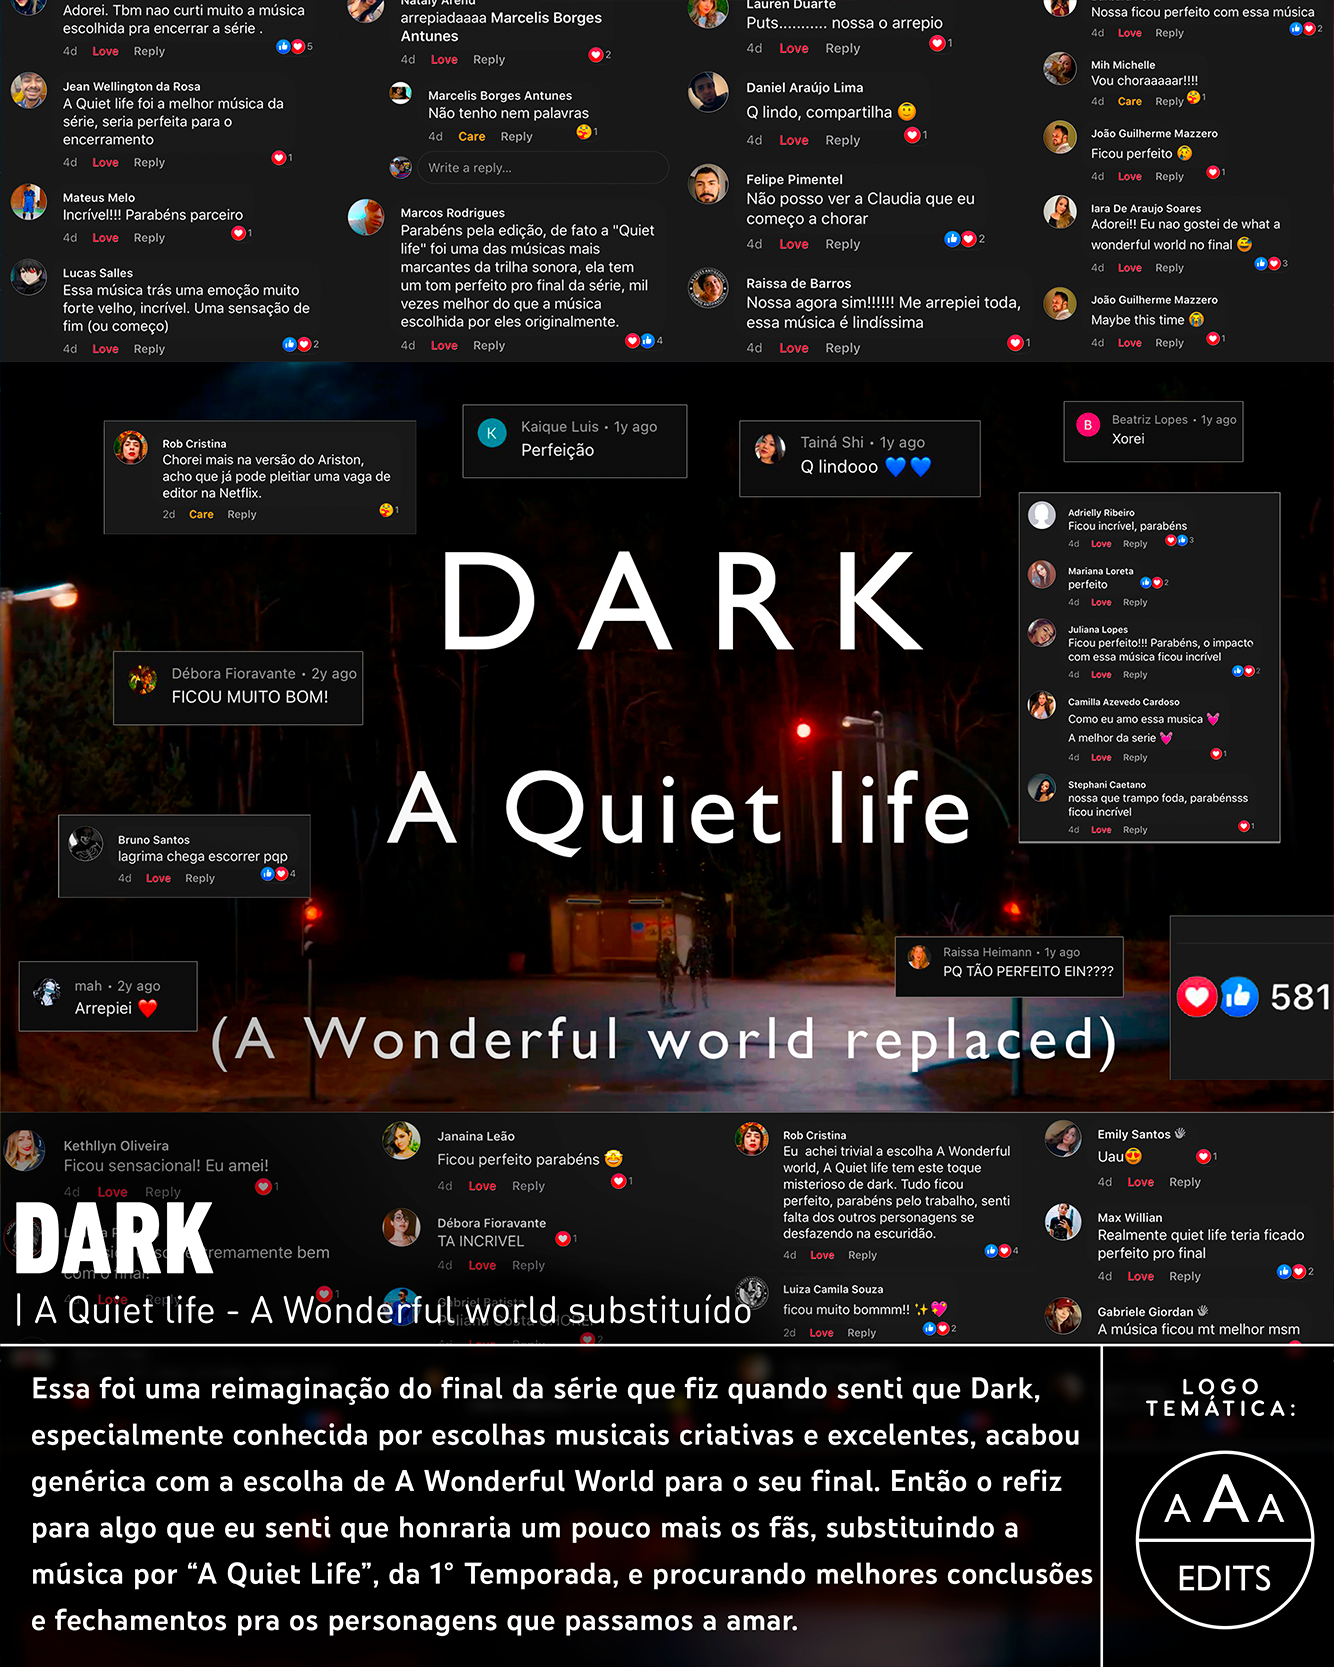 Adorei. Tbm nao curti muito a música
escolhida pra encerrar a série .
4d Love Reply 5
Jean Wellington da Rosa
A Quiet life foi a melhor música da
série, seria perfeita para o
encerramento
4d Love Reply 1
Mateus Melo
Incrível!!! Parabéns parceiro
4d Love Reply 1
Lucas Salles
Essa música trás uma emoção muito
forte velho, incrível. Uma sensação de
fim (ou começo)
4d Love Reply 2
Nataly Arend
arrepiadaaaa Marcelis Borges
Antunes
4d Love Reply 2
Marcelis Borges Antunes
Não tenho nem palavras
4d Care Reply 1
Write a reply...
Marcos Rodrigues
Parabéns pela edição, de fato a "Quiet
life" foi uma das músicas mais
marcantes da trilha sonora, ela tem
um tom perfeito pro final da série, mil
vezes melhor do que a música
escolhida por eles originalmente.
4d Love Reply 4
Lauren Duarte
Puts........... nossa o arrepio
4d Love Reply 1
Daniel Araújo Lima
Q lindo, compartilha 😇
4d Love Reply 1
Felipe Pimentel
Não posso ver a Claudia que eu
começo a chorar
4d Love Reply 2
Raissa de Barros
Nossa agora sim!!!!!! Me arrepiei toda,
essa música é lindíssima
4d Love Reply 1
Nossa ficou perfeito com essa música
4d Love Reply 2
Mih Michelle
Vou choraaaaar!!!!
4d Care Reply 1
João Guilherme Mazzero
Ficou perfeito 😢
4d Love Reply 1
Iara De Araujo Soares
Adorei!! Eu nao gostei de what a
wonderful world no final 😅
4d Love Reply 3
João Guilherme Mazzero
Maybe this time 😭
4d Love Reply 1
Rob Cristina
Chorei mais na versão do Ariston,
acho que já pode pleitiar uma vaga de
editor na Netflix.
2d Care Reply 1
K
Kaique Luis • 1y ago
Perfeição
Tainá Shi • 1y ago
Q lindooo 💙💙
B
Beatriz Lopes • 1y ago
Xorei
Adrielly Ribeiro
Ficou incrível, parabéns
4d Love Reply 3
Mariana Loreta
perfeito 2
4d Love Reply
Juliana Lopes
Ficou perfeito!!! Parabéns, o impacto
com essa música ficou incrível
4d Love Reply 2
Camilla Azevedo Cardoso
Como eu amo essa musica 💓
A melhor da serie 💓
4d Love Reply 1
Stephani Caetano
nossa que trampo foda, parabénsss
ficou incrível
4d Love Reply 1
DARK
Débora Fioravante • 2y ago
FICOU MUITO BOM!
A Quiet life
Bruno Santos
lagrima chega escorrer pqp
4d Love Reply 4
Raissa Heimann • 1y ago
PQ TÃO PERFEITO EIN????
mah • 2y ago
Arrepiei ❤️
581
(A Wonderful world replaced)
Kethllyn Oliveira
Ficou sensacional! Eu amei!
4d Love Reply 1
extremamente bem
com o final!
Love Reply 1
Janaina Leão
Ficou perfeito parabéns 🤩
4d Love Reply 1
Débora Fioravante
TA INCRIVEL 1
4d Love Reply
Gabriel Batista
2
Rob Cristina
Eu achei trivial a escolha A Wonderful
world, A Quiet life tem este toque
misterioso de dark. Tudo ficou
perfeito, parabéns pelo trabalho, senti
falta dos outros personagens se
desfazendo na escuridão.
4d Love Reply 4
Luiza Camila Souza
ficou muito bommm!! ✨💖
2d Love Reply 2
Emily Santos 👋
Uau😍 1
4d Love Reply
Max Willian
Realmente quiet life teria ficado
perfeito pro final
4d Love Reply 2
Gabriele Giordan 👋
A música ficou mt melhor msm
DARK
| A Quiet life - A Wonderful world substituído
Essa foi uma reimaginação do final da série que fiz quando senti que Dark,
especialmente conhecida por escolhas musicais criativas e excelentes, acabou
genérica com a escolha de A Wonderful World para o seu final. Então o refiz
para algo que eu senti que honraria um pouco mais os fãs, substituindo a
música por “A Quiet Life”, da 1° Temporada, e procurando melhores conclusões
e fechamentos pra os personagens que passamos a amar.
LOGO
TEMÁTICA:
AAA
EDITS